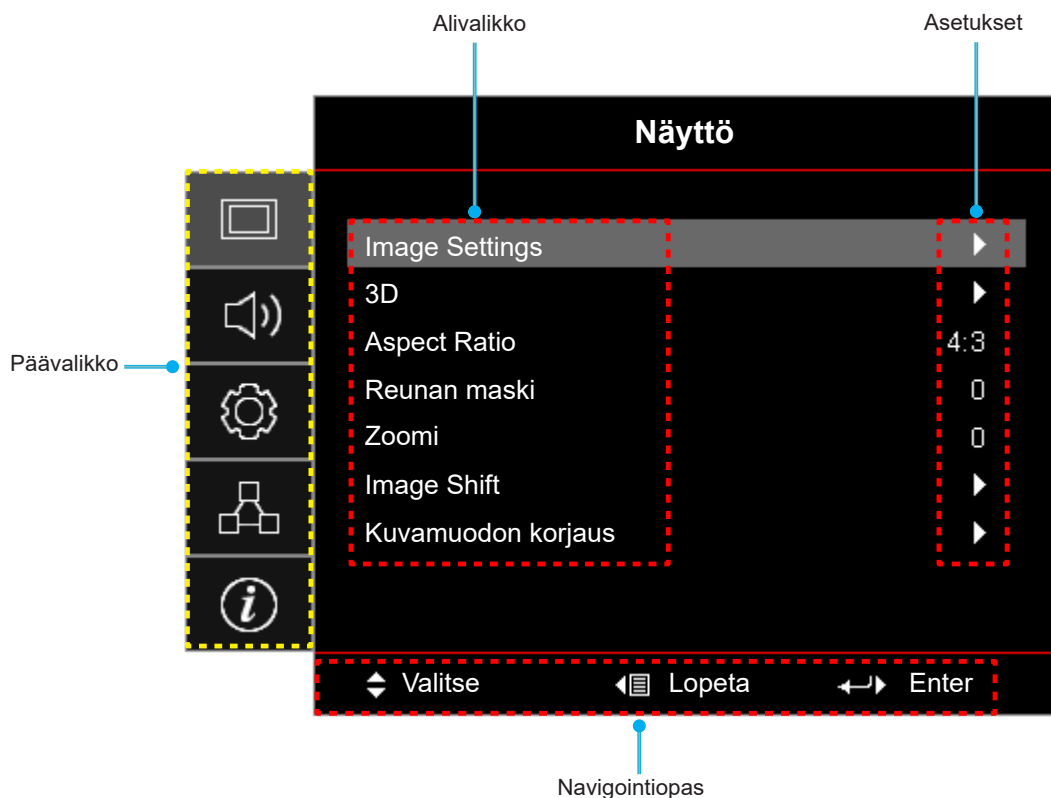 Alivalikko
Asetukset
Näyttö
Päävalikko
Image Settings
3D
Aspect Ratio 4:3
Reunan maski 0
Zoomi 0
Image Shift
Kuvamuodon korjaus
Valitse Lopeta Enter
Navigointiopas